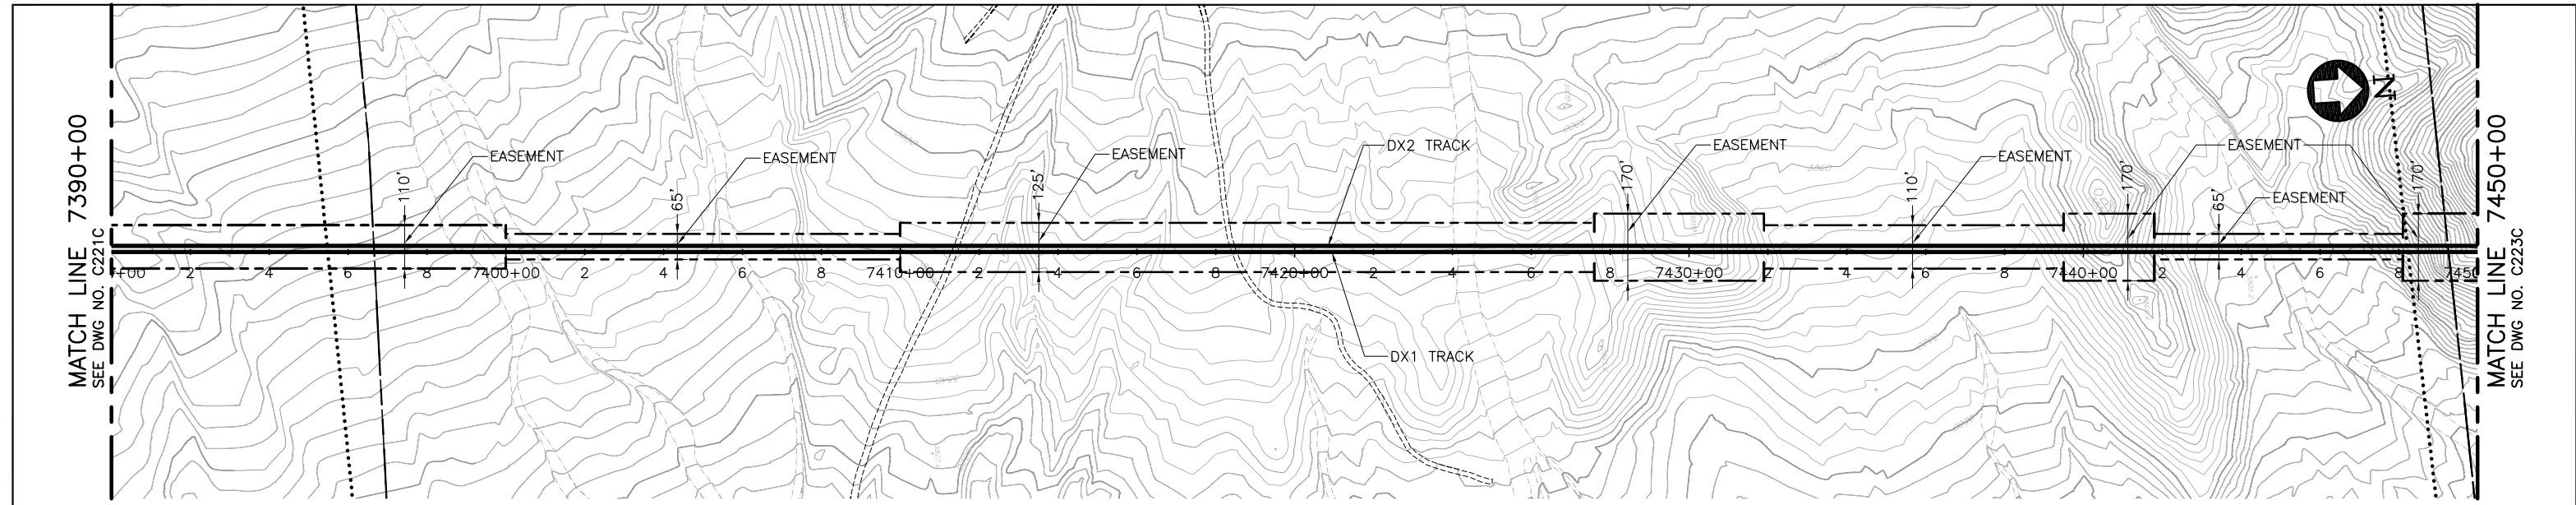 MATCH LINE 7390+00
SEE DWG NO. C221C
EASEMENT
110'
EASEMENT
65'
EASEMENT
125'
DX2 TRACK
EASEMENT
170'
EASEMENT
110'
EASEMENT
170'
EASEMENT
65'
170'
N
+00 2 4 6 8 7400+00 2 4 6 8 7410+00 2 4 6 8 7420+00 2 4 6 8 7430+00 2 4 6 8 7440+00 2 4 6 8 7450
DX1 TRACK
MATCH LINE 7450+00
SEE DWG NO. C223C